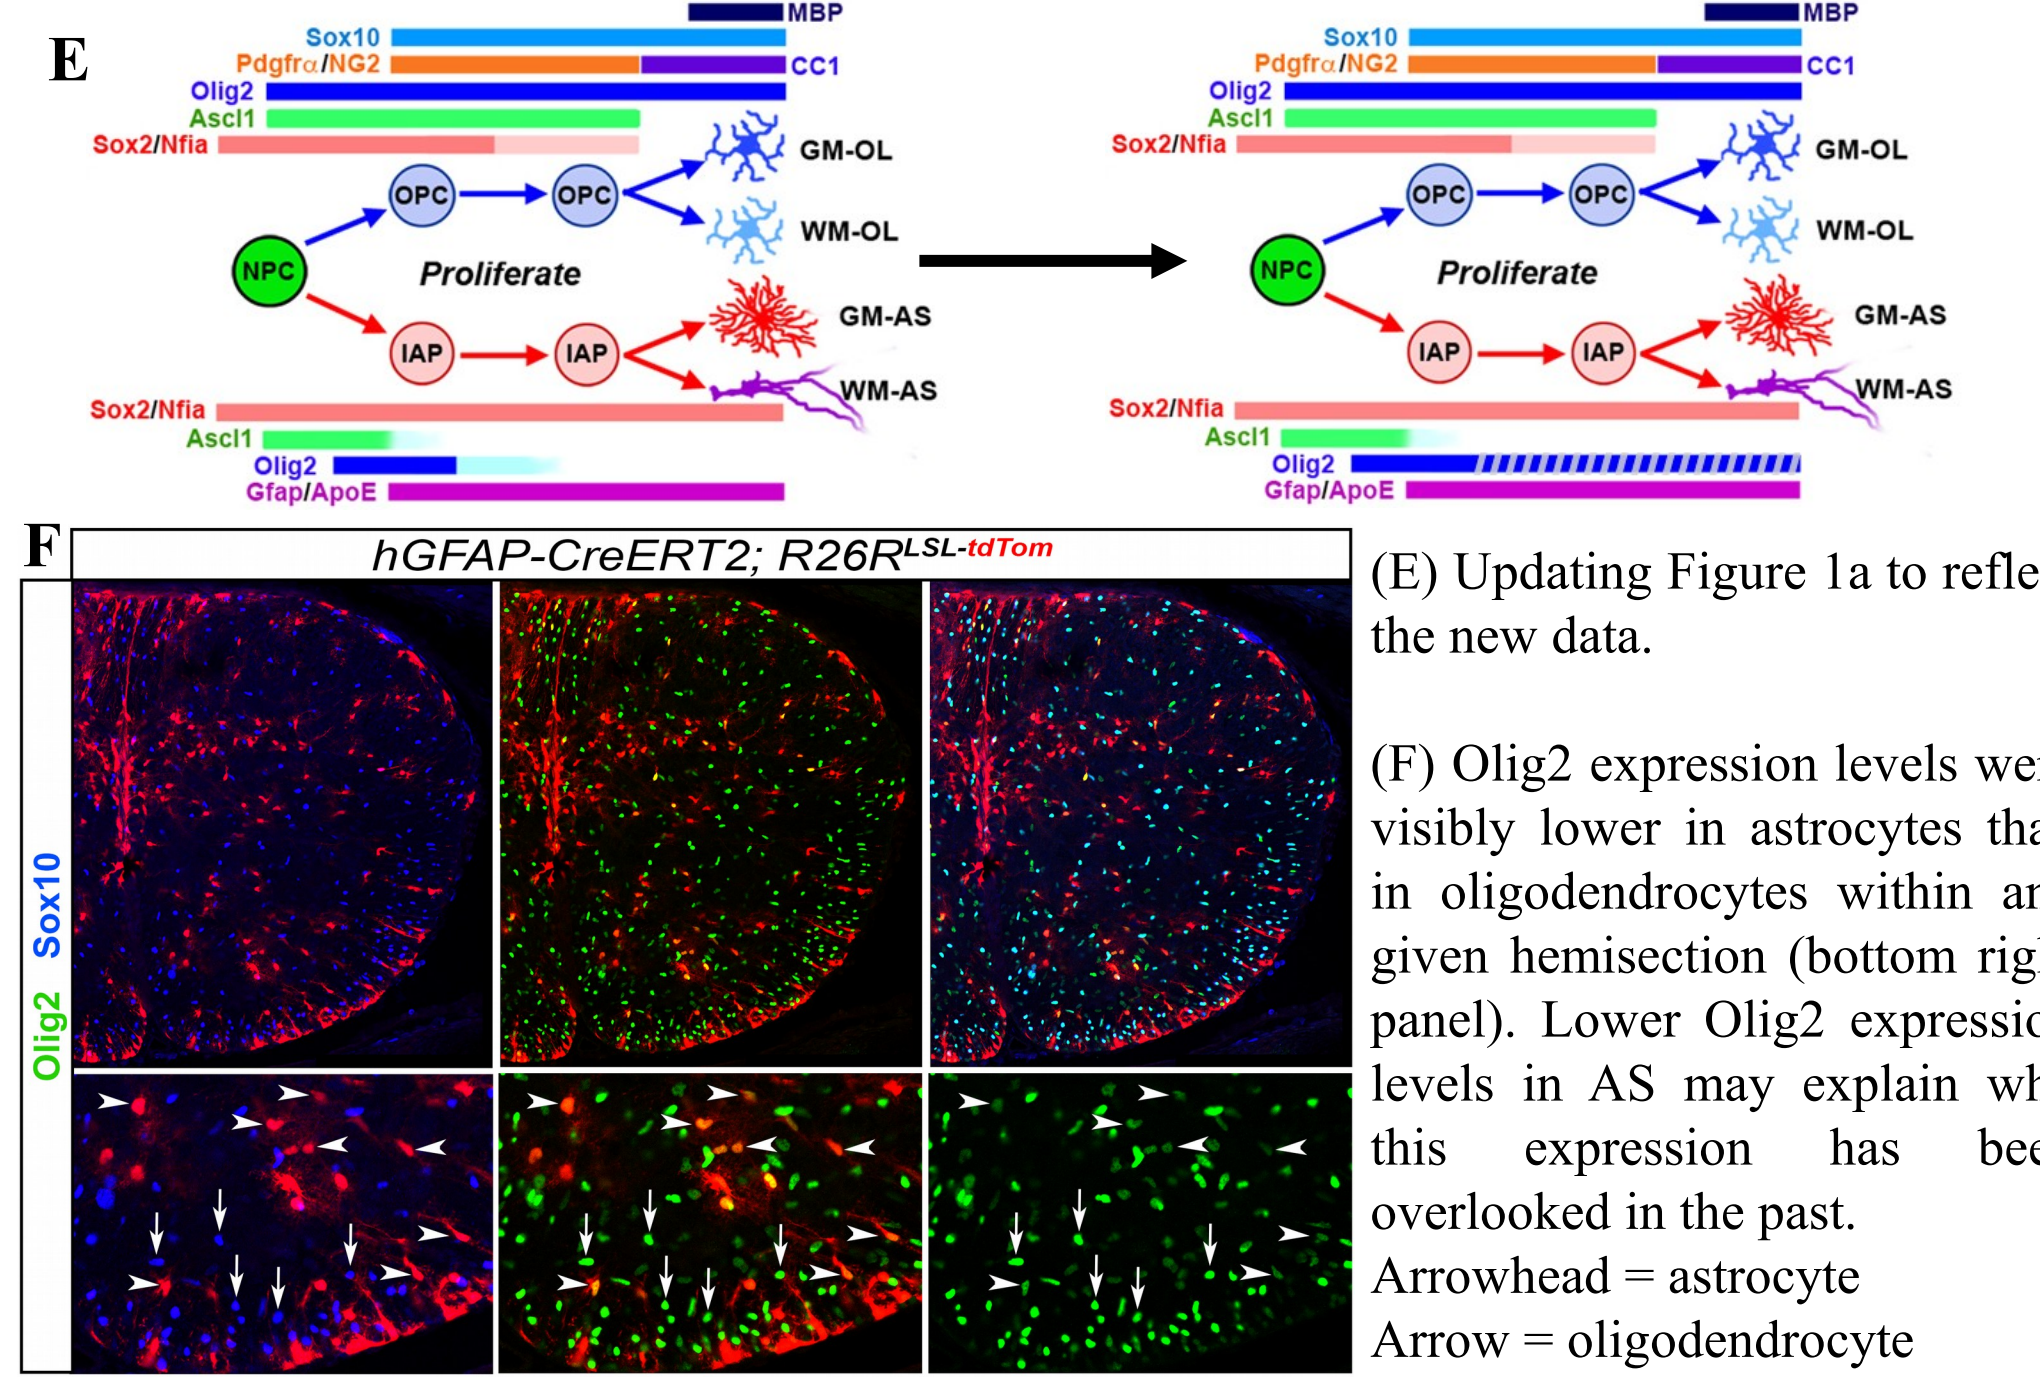 E
MBP
Sox10
Pdgfrα/NG2
CC1
Olig2
Ascl1
Sox2/Nfia
OPC
OPC
GM-OL
WM-OL
NPC
Proliferate
GM-AS
IAP
IAP
WM-AS
Sox2/Nfia
Ascl1
Olig2
Gfap/ApoE
MBP
Sox10
Pdgfrα/NG2
CC1
Olig2
Ascl1
Sox2/Nfia
OPC
OPC
GM-OL
WM-OL
NPC
Proliferate
GM-AS
IAP
IAP
WM-AS
Sox2/Nfia
Ascl1
Olig2
Gfap/ApoE
F
hGFAP-CreERT2; R26RLSL-tdTom
Olig2 Sox10
(E) Updating Figure 1a to refle
the new data.
(F) Olig2 expression levels wer
visibly lower in astrocytes tha
in oligodendrocytes within an
given hemisection (bottom righ
panel). Lower Olig2 expressio
levels in AS may explain wh
this expression has bee
overlooked in the past.
Arrowhead = astrocyte
Arrow = oligodendrocyte